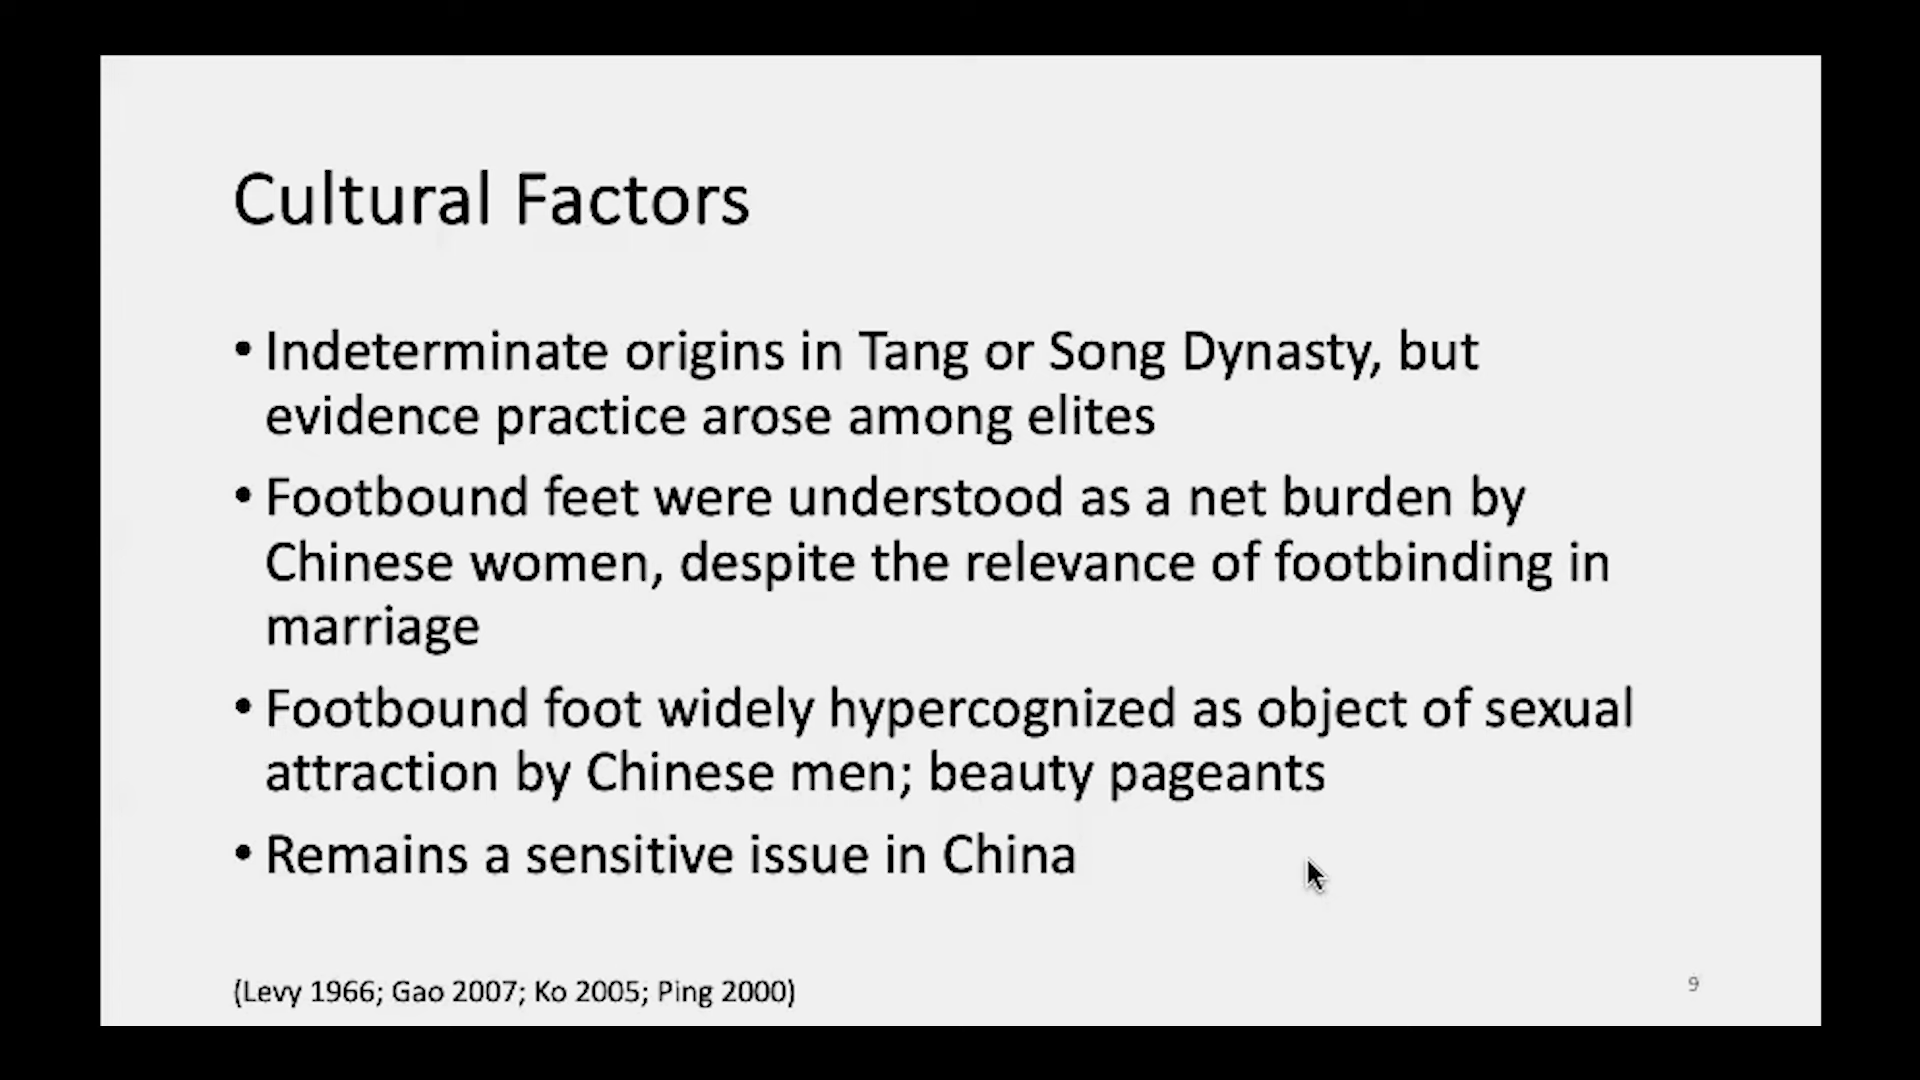 Cultural Factors
• Indeterminate origins in Tang or Song Dynasty, but
evidence practice arose among elites
• Footbound feet were understood as a net burden by
Chinese women, despite the relevance of footbinding in
marriage
• Footbound foot widely hypercognized as object of sexual
attraction by Chinese men; beauty pageants
• Remains a sensitive issue in China
(Levy 1966; Gao 2007; Ko 2005; Ping 2000)
9